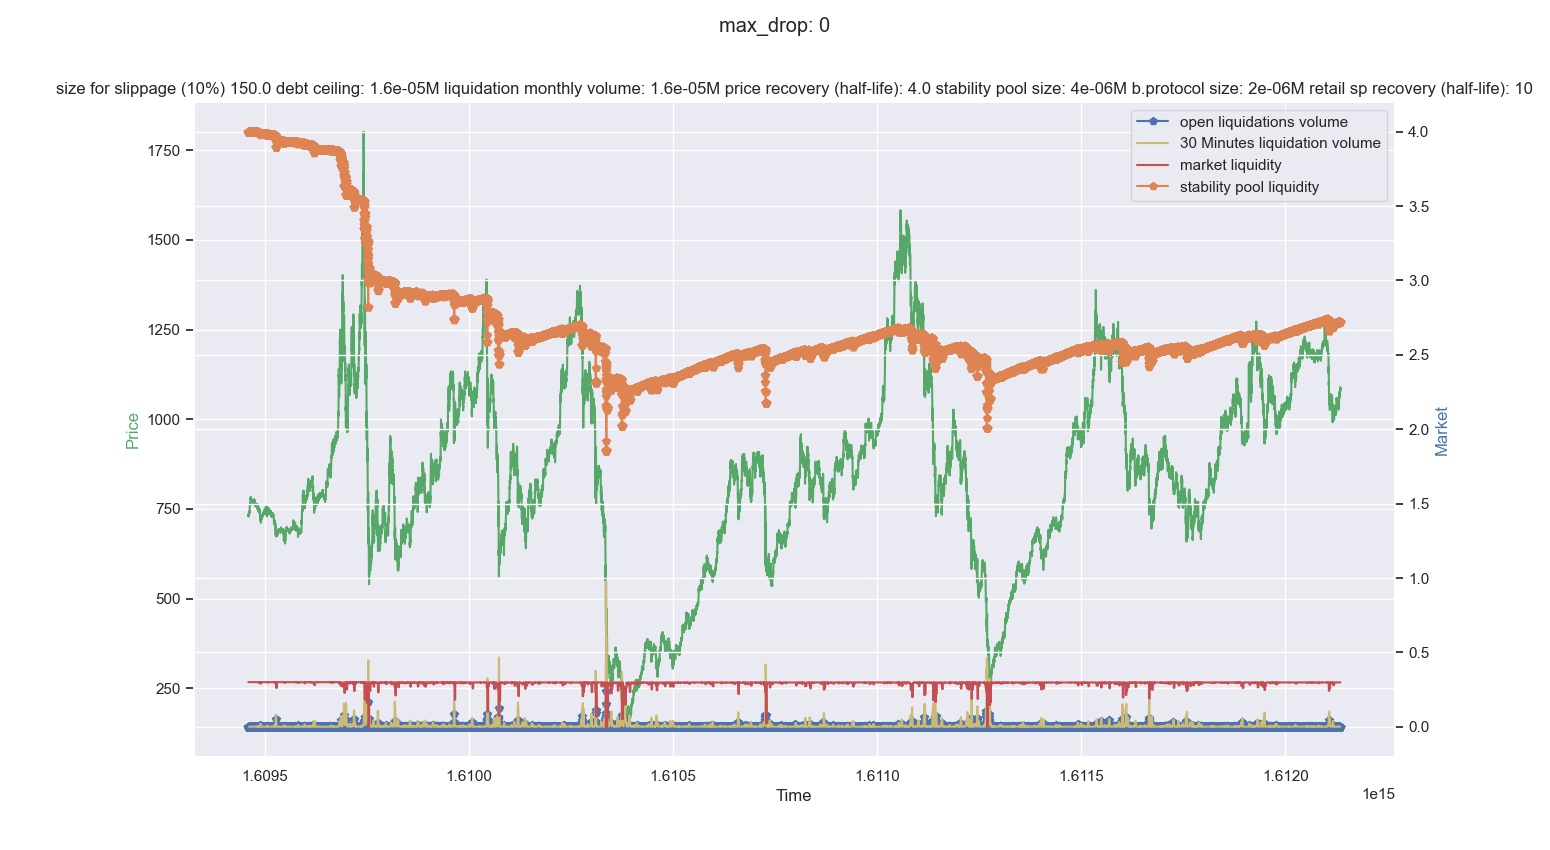 max_drop: 0
size for slippage (10%) 150.0 debt ceiling: 1.6e-05M liquidation monthly volume: 1.6e-05M price recovery (half-life): 4.0 stability pool size: 4e-06M b.protocol size: 2e-06M retail sp recovery (half-life): 10
open liquidations volume
30 Minutes liquidation volume
market liquidity
stability pool liquidity
1750
1500
1250
1000
750
500
250
Price
4.0
3.5
3.0
2.5
2.0
1.5
1.0
0.5
0.0
Market
1.6095 1.6100 1.6105 1.6110 1.6115 1.6120
1e15
Time